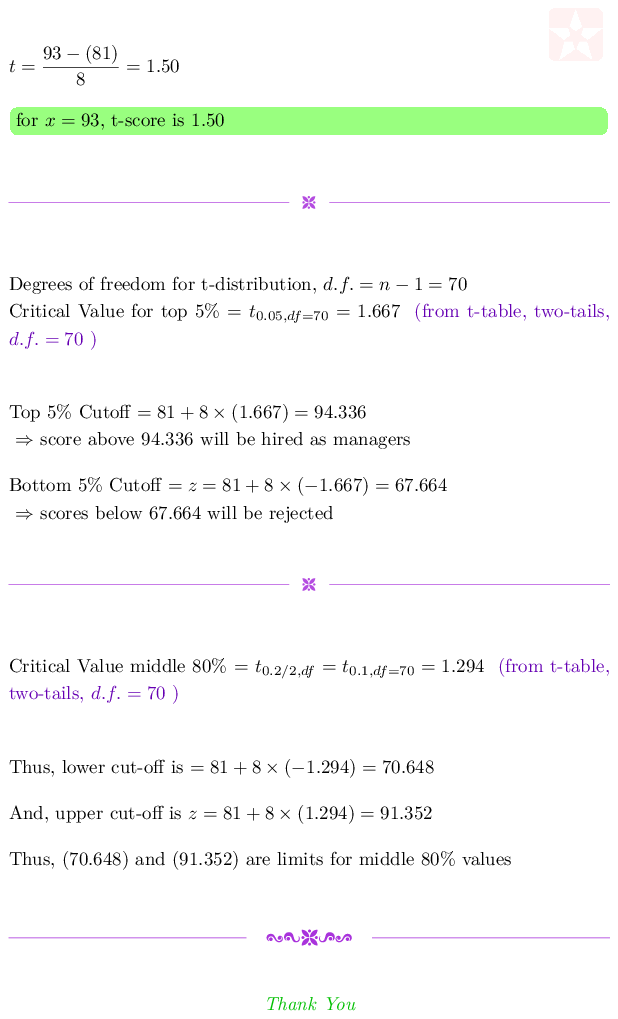 t = \frac{93 - (81)}{8} = 1.50
for x = 93, t-score is 1.50
Degrees of freedom for t-distribution, d.f. = n − 1 = 70
Critical Value for top 5% = t_{0.05,df=70} = 1.667 (from t-table, two-tails,
d.f. = 70 )
Top 5% Cutoff = 81 + 8 × (1.667) = 94.336
⇒ score above 94.336 will be hired as managers
Bottom 5% Cutoff = z = 81 + 8 × (−1.667) = 67.664
⇒ scores below 67.664 will be rejected
Critical Value middle 80% = t_{0.2/2,df} = t_{0.1,df=70} = 1.294 (from t-table,
two-tails, d.f. = 70 )
Thus, lower cut-off is = 81 + 8 × (−1.294) = 70.648
And, upper cut-off is z = 81 + 8 × (1.294) = 91.352
Thus, (70.648) and (91.352) are limits for middle 80% values
Thank You